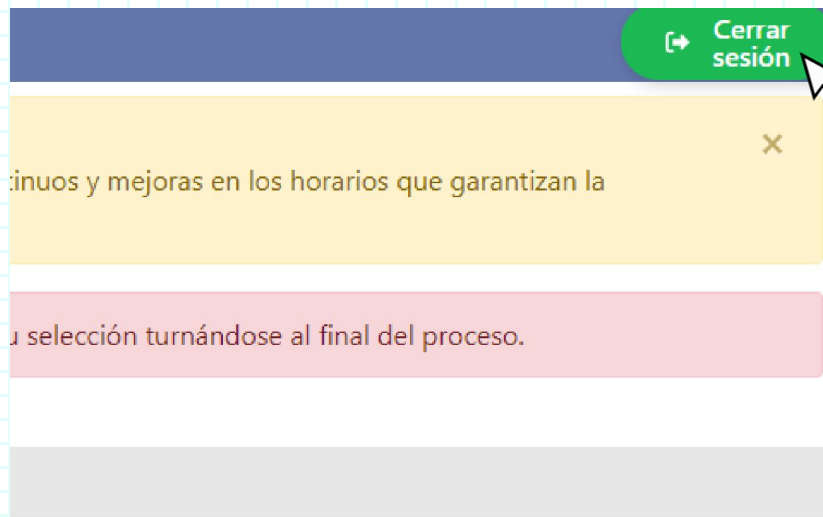 Cerrar
sesión
tinuos y mejoras en los horarios que garantizan la
u selección turnándose al final del proceso.